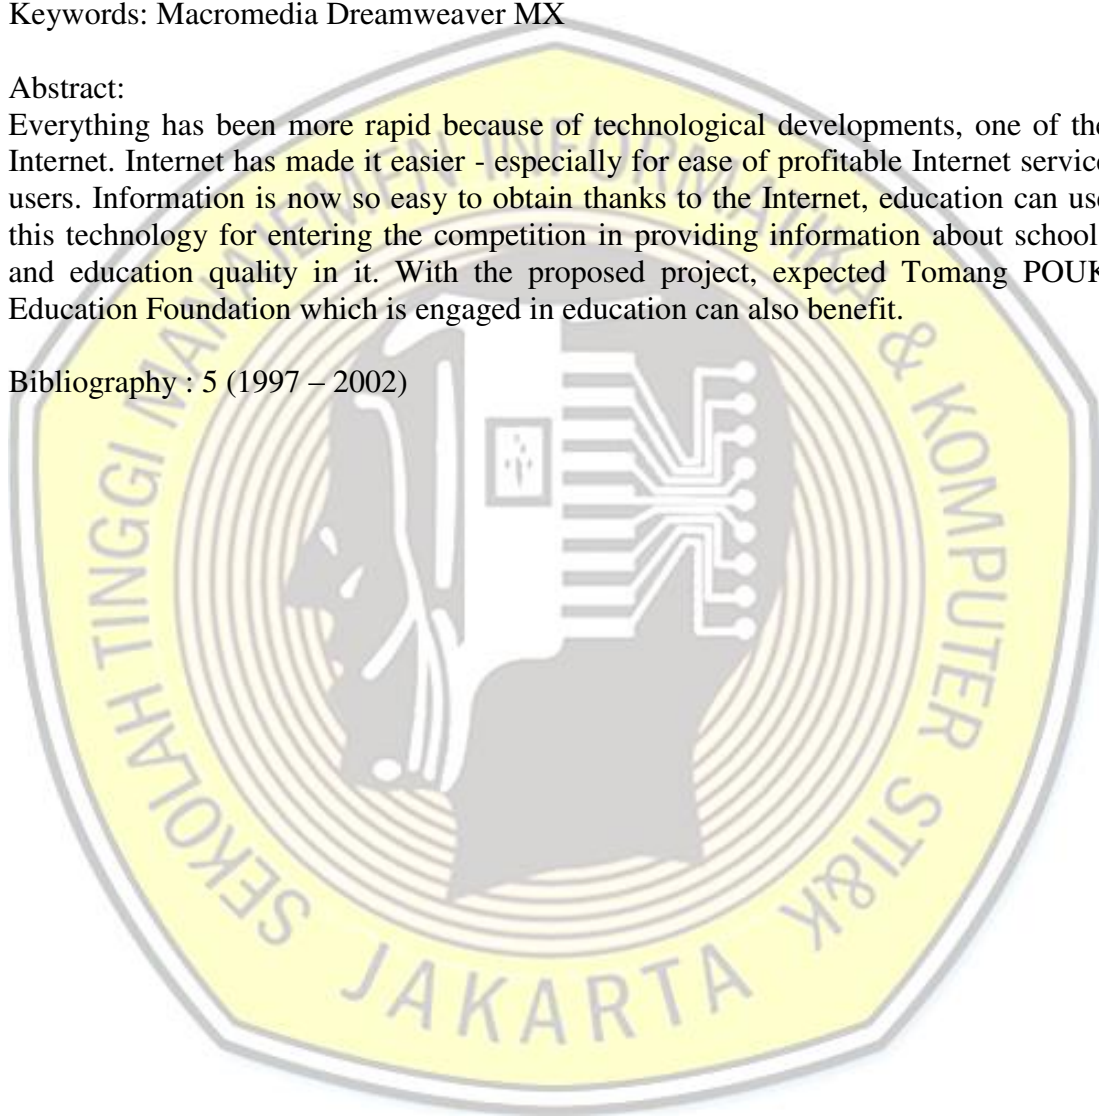 Keywords: Macromedia Dreamweaver MX
Abstract:
Everything has been more rapid because of technological developments, one of the
Internet. Internet has made it easier - especially for ease of profitable Internet service
users. Information is now so easy to obtain thanks to the Internet, education can use
this technology for entering the competition in providing information about school
and education quality in it. With the proposed project, expected Tomang POUK
Education Foundation which is engaged in education can also benefit.
Bibliography : 5 (1997 – 2002)
SEKOLAH TINGGI MANAJEMEN INFORMATIKA & KOMPUTER STI&K
JAKARTA